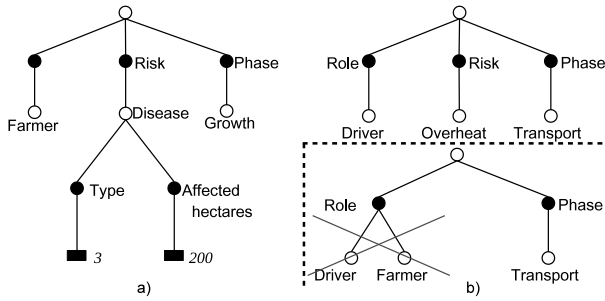 Risk
Phase
Farmer
Disease
Growth
Type
Affected
hectares
3
200
a)
Role
Risk
Phase
Driver
Overheat
Transport
Role
Phase
Driver
Farmer
Transport
b)